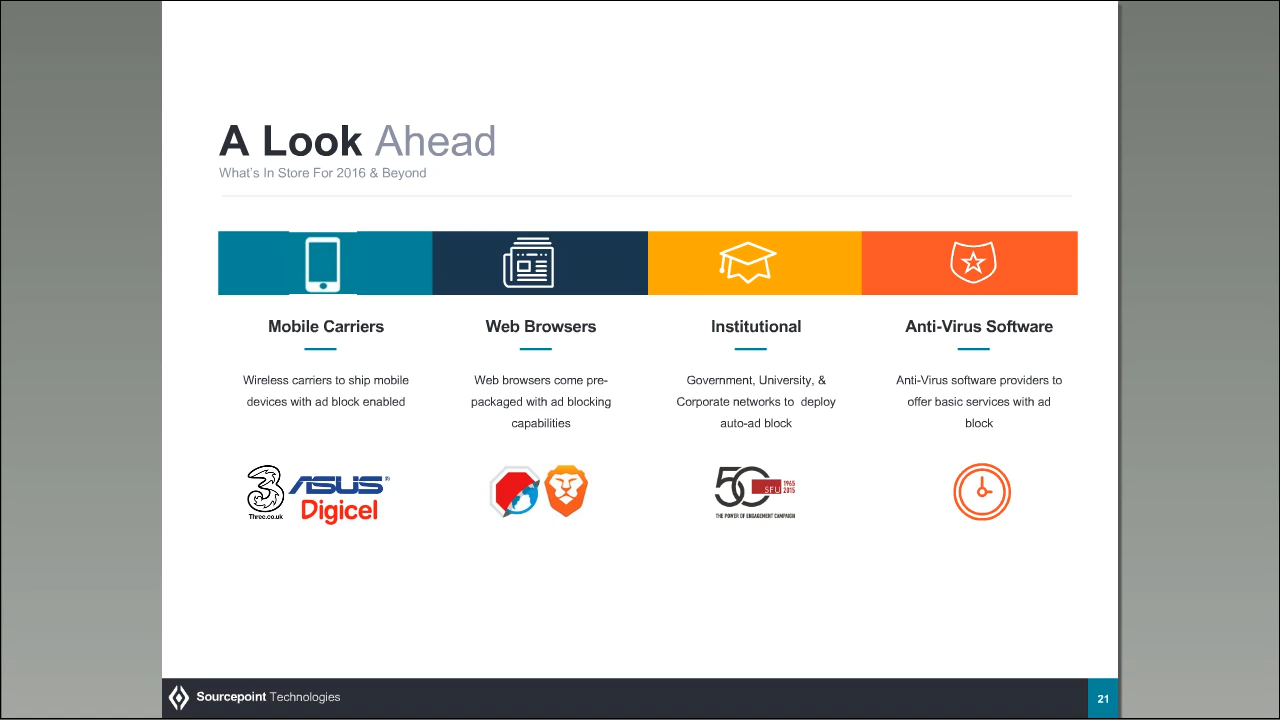 A Look Ahead
What's In Store For 2016 & Beyond
Mobile Carriers
Wireless carriers to ship mobile
devices with ad block enabled
Three.co.uk
ASUS®
Digicel
Web Browsers
Web browsers come pre-
packaged with ad blocking
capabilities
Institutional
Government, University, &
Corporate networks to  deploy
auto-ad block
50
SFU
1965
2015
THE POWER OF ENGAGEMENT CAMPAIGN
Anti-Virus Software
Anti-Virus software providers to
offer basic services with ad
block
Sourcepoint Technologies
21